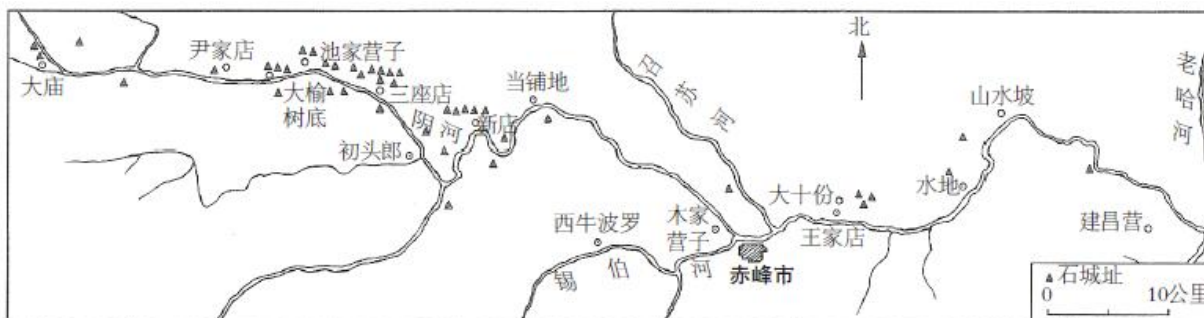 北
尹家店
池家营子
大庙
大榆
树底
三座店
阴河
新店
当铺地
初头郎
召苏河
山水坡
老哈河
西牛波罗
木家
营子
大十份
王家店
水地
建昌营
锡伯河
赤峰市
石城址
0
10公里